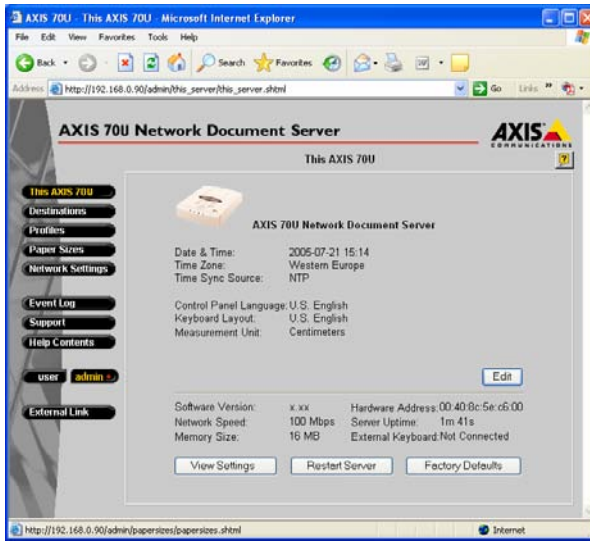 AXIS 70U - This AXIS 70U - Microsoft Internet Explorer
File Edit View Favorites Tools Help
Back Search Favorites
Address http://192.168.0.90/admin/this_server/this_server.shtml Go Links »
AXIS 70U Network Document Server
AXIS
COMMUNICATIONS
This AXIS 70U
?
This AXIS 70U
Destinations
Profiles
Paper Sizes
Network Settings
Event Log
Support
Help Contents
user admin
External Link
AXIS 70U Network Document Server
Date & Time: 2005-07-21 15:14
Time Zone: Western Europe
Time Sync Source: NTP
Control Panel Language: U.S. English
Keyboard Layout: U.S. English
Measurement Unit: Centimeters
Edit
Software Version: x.xx Hardware Address: 00:40:8c:5e:c6:00
Network Speed: 100 Mbps Server Uptime: 1m 41s
Memory Size: 16 MB External Keyboard: Not Connected
View Settings Restart Server Factory Defaults
http://192.168.0.90/admin/papersizes/papersizes.shtml Internet